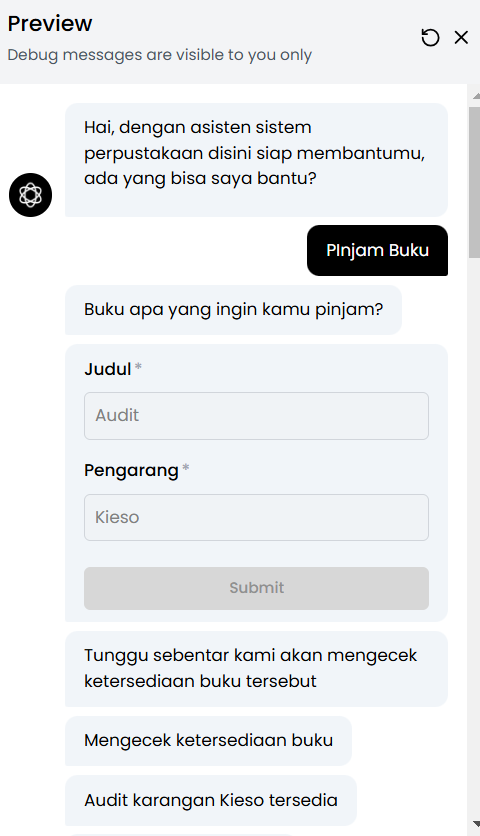 Preview
Debug messages are visible to you only
Hai, dengan asisten sistem
perpustakaan disini siap membantumu,
ada yang bisa saya bantu?
PInjam Buku
Buku apa yang ingin kamu pinjam?
Judul *
Audit
Pengarang *
Kieso
Submit
Tunggu sebentar kami akan mengecek
ketersediaan buku tersebut
Mengecek ketersediaan buku
Audit karangan Kieso tersedia